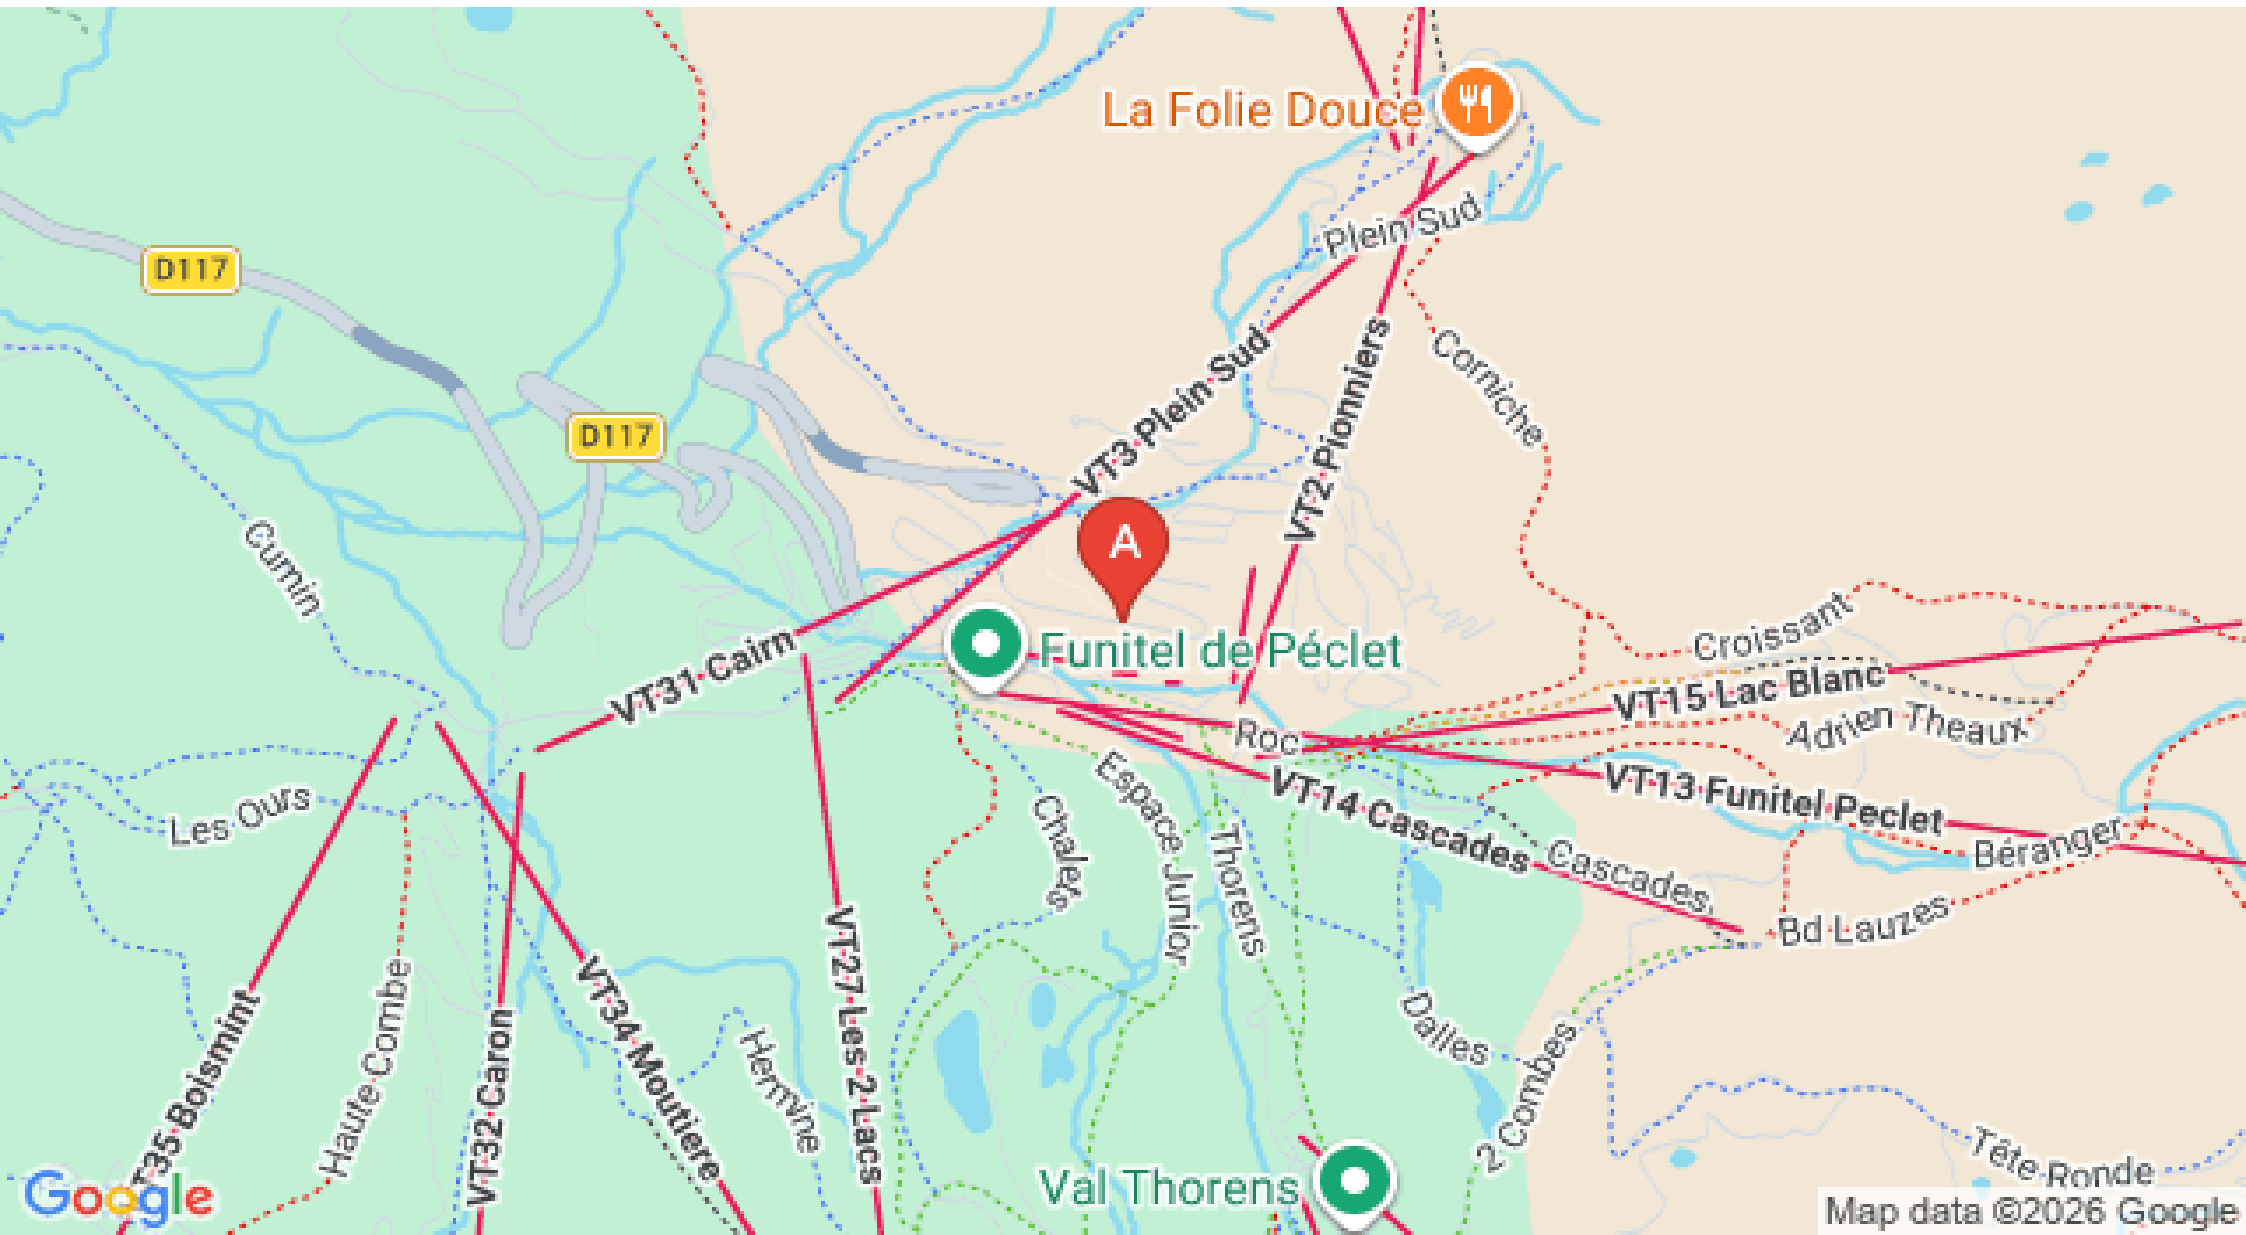 La Folie Douce
Plein Sud
D117
VT3 Plein Sud
VT2 Pionniers
Corniche
D117
A
Cumin
Funitel de Péclet
Croissant
VT31 Cairn
VT15 Lac Blanc
Roc
Adrien Theaux
Les Ours
Chalets
Espace Junior
Thorens
VT14 Cascades
VT13 Funitel Peclet
Cascades
Béranger
Bd Lauzes
T35 Boismint
Haute Combe
VT32 Caron
VT34 Moutiere
Hermine
VT27 Les 2 Lacs
Dalles
2 Combes
Tête Ronde
Val Thorens
Google
Map data ©2026 Google